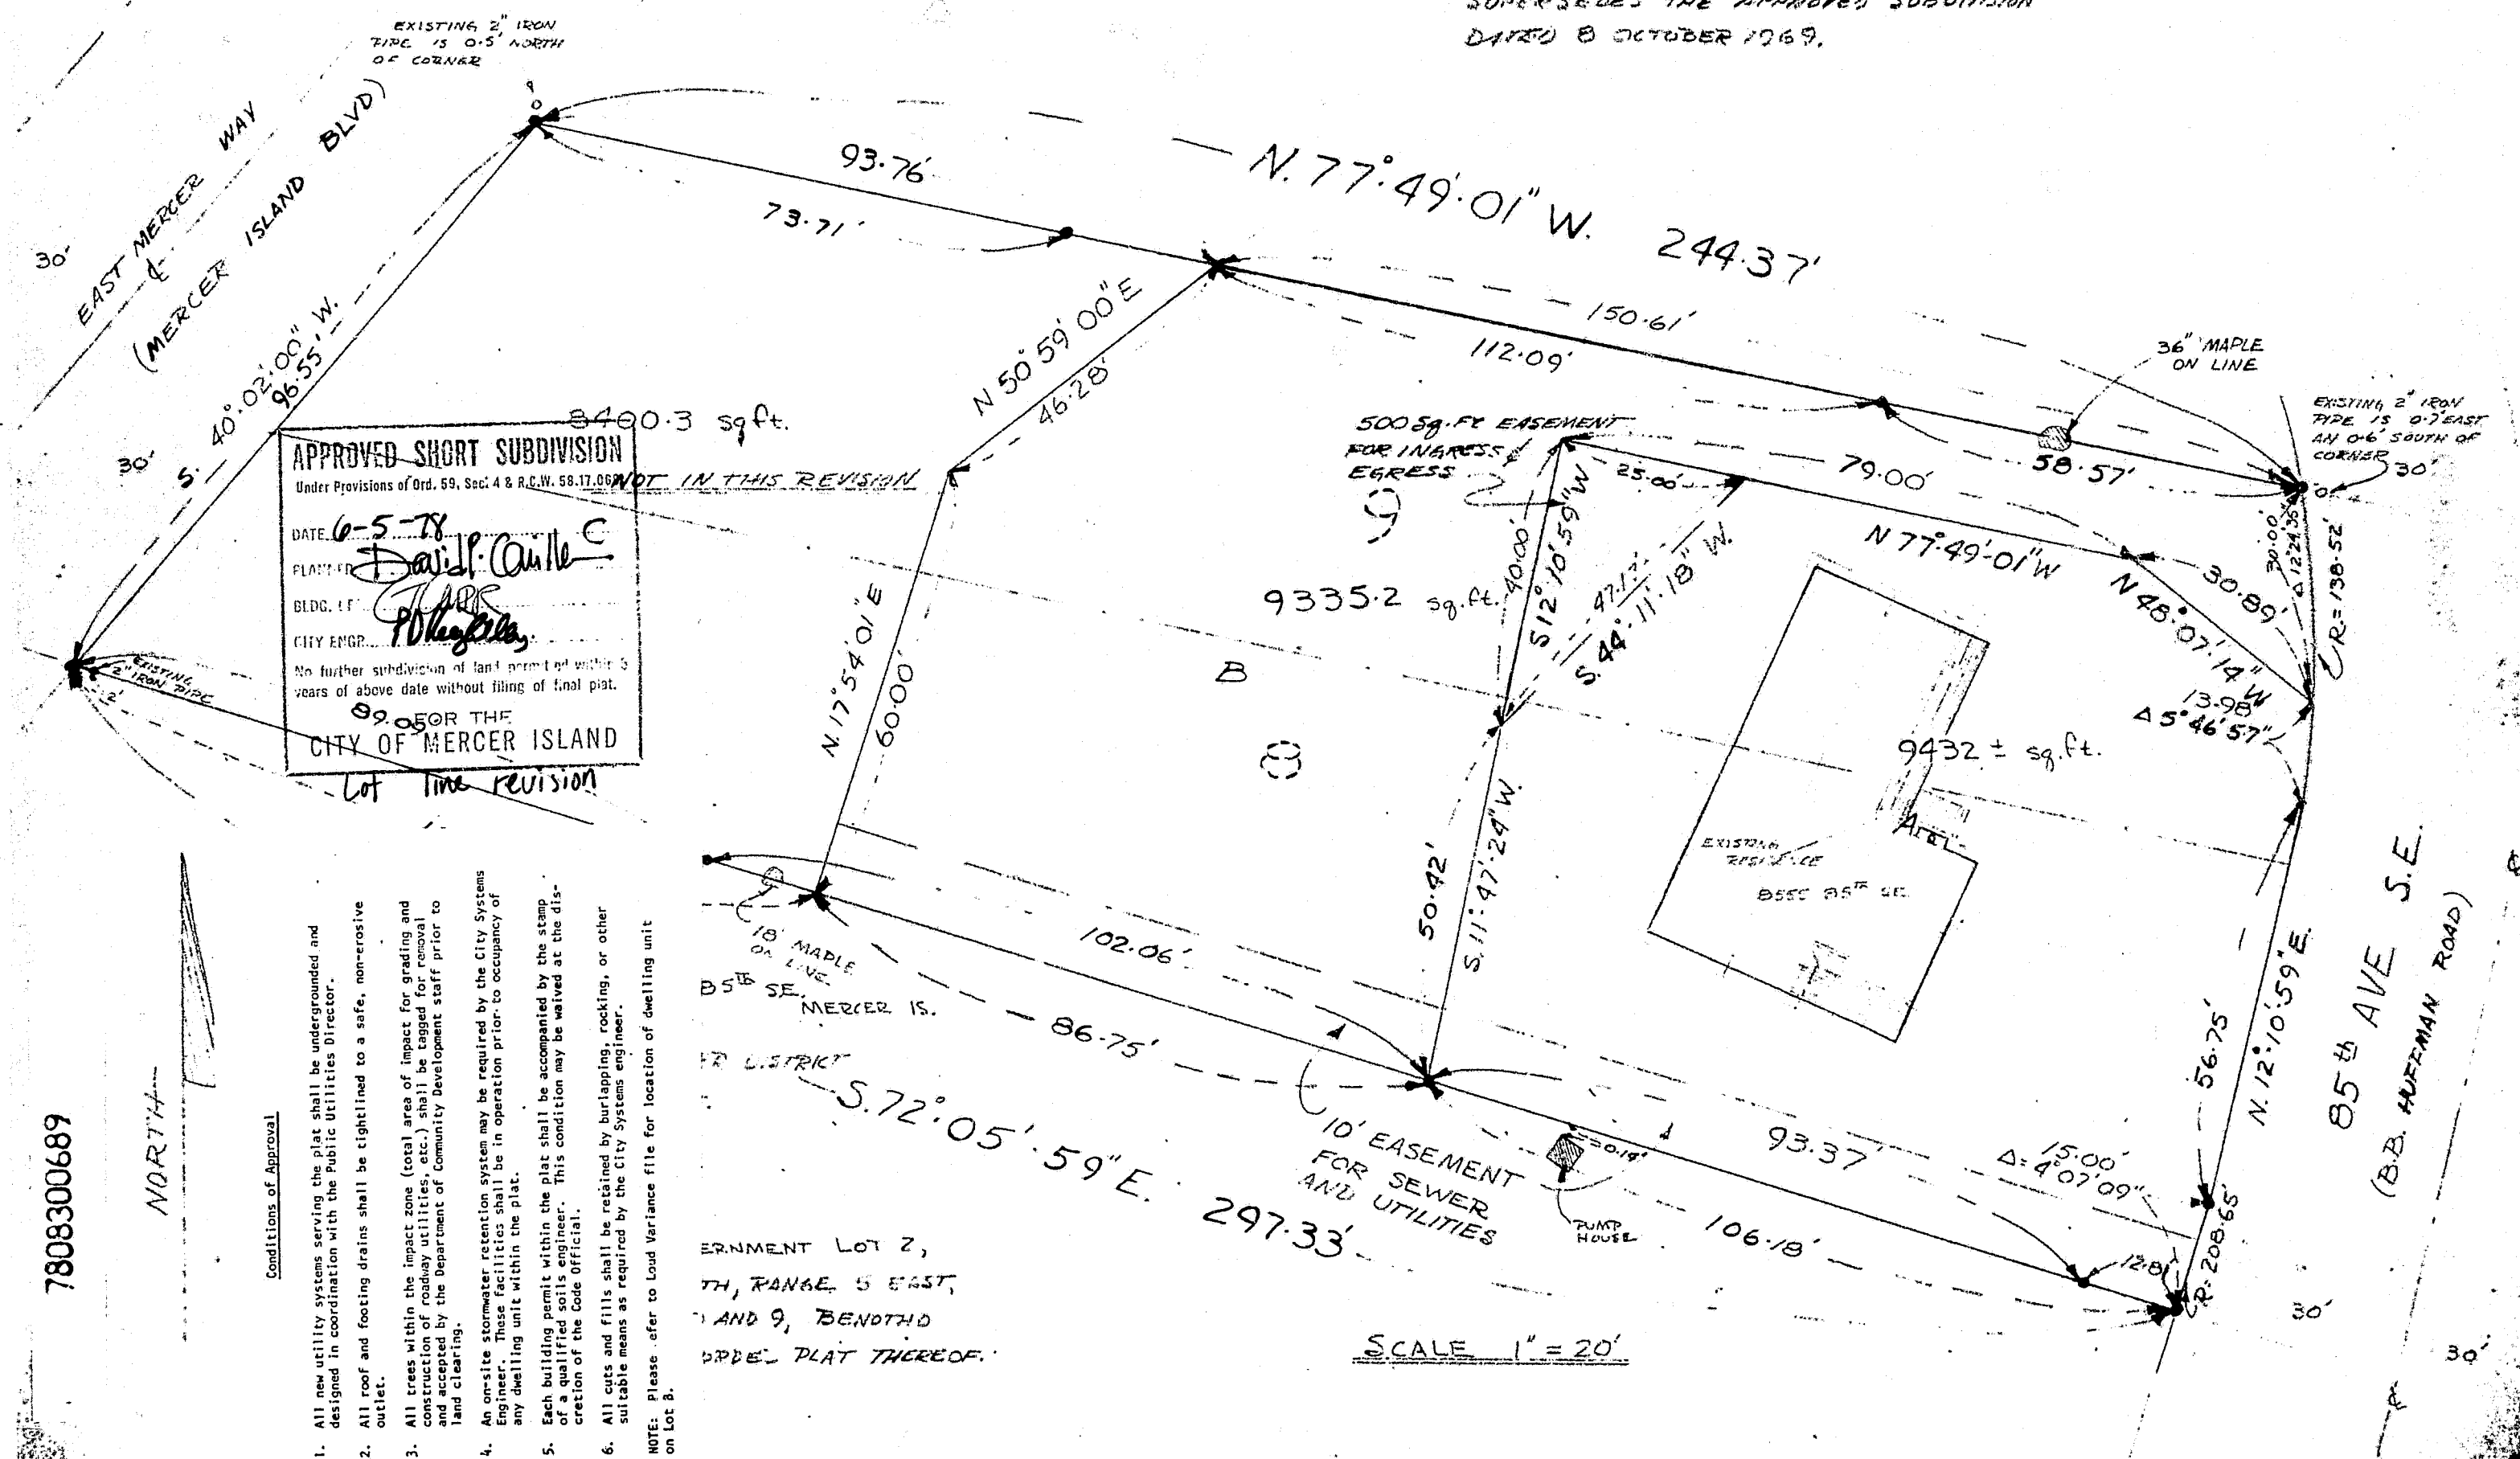 SUPERSEDES THE APPROVED SUBDIVISION
DATED 8 OCTOBER 1969.
EXISTING 2" IRON
PIPE IS 0.5' NORTH
OF CORNER
EAST MERCER WAY
(MERCER ISLAND BLVD)
30'
30'
S. 40°.02'.00" W.
96.55'
93.76'
73.71'
N. 77°.49'.01" W. 244.37'
150.61'
112.09'
N 50° 59' 00" E
46.28'
36" MAPLE
ON LINE
EXISTING 2" IRON
PIPE IS 0.7' EAST
AN 0.6' SOUTH OF
CORNER
30'
8400.3 sq ft.
NOT IN THIS REVISION
APPROVED SHORT SUBDIVISION
Under Provisions of Ord. 59, Sec. 4 & R.C.W. 58.17.060
DATE 6-5-78
PLANNER
BLDG.
CITY ENGR.
No further subdivision of land permitted within 5
years of above date without filing of final plat.
89.05
FOR THE
CITY OF MERCER ISLAND
Lot line revision
EXISTING
2" IRON PIPE
2'
500 Sq. Ft EASEMENT
FOR INGRESS &
EGRESS
25.00'
79.00'
58.57'
N 77°.49'.01" W
30.00'
Δ 12°24'35"
R=138.52'
30.89'
N 48°.07'.14" W
13.98'
Δ 5°46'57"
S 12°10'59" W
40.00'
47.17'
S. 44°.11'.18" W.
9335.2 sq. ft.
B
N. 17° 54' 01" E
60.00'
9432 ± sq. ft.
EXISTING
RESIDENCE
50.42'
S. 11°.47'.24" W.
102.06'
86.75'
18" MAPLE
ON LINE
85th SE.
MERCER IS.
DISTRICT
S. 72°.05'.59" E. 297.33'
10' EASEMENT
FOR SEWER
AND UTILITIES
0.14'
PUMP
HOUSE
93.37'
106.18'
15.00'
Δ=4°07'09"
12.81'
R=208.65'
56.75'
N. 12°.10'.59" E.
85th AVE S.E.
(B.B. HUFFMAN ROAD)
30'
30'
ERNMENT LOT 2,
TH, RANGE 5 EAST,
AND 9, BENOTHO
PLAT THEREOF.
SCALE 1" = 20'
NORTH
7808300689
Conditions of Approval
1. All new utility systems serving the plat shall be undergrounded and
designed in coordination with the Public Utilities Director.
2. All roof and footing drains shall be tightlined to a safe, non-erosive
outlet.
3. All trees within the impact zone (total area of impact for grading and
construction of roadway utilities, etc.) shall be tagged for removal
and accepted by the Department of Community Development staff prior to
land clearing.
4. An on-site stormwater retention system may be required by the City Systems
Engineer. These facilities shall be in operation prior to occupancy of
any dwelling unit within the plat.
5. Each building permit within the plat shall be accompanied by the stamp
of a qualified soils engineer. This condition may be waived at the dis-
cretion of the Code Official.
6. All cuts and fills shall be retained by burlapping, rocking, or other
suitable means as required by the City Systems engineer.
NOTE: Please efer to Loud Variance file for location of dwelling unit
on Lot B.